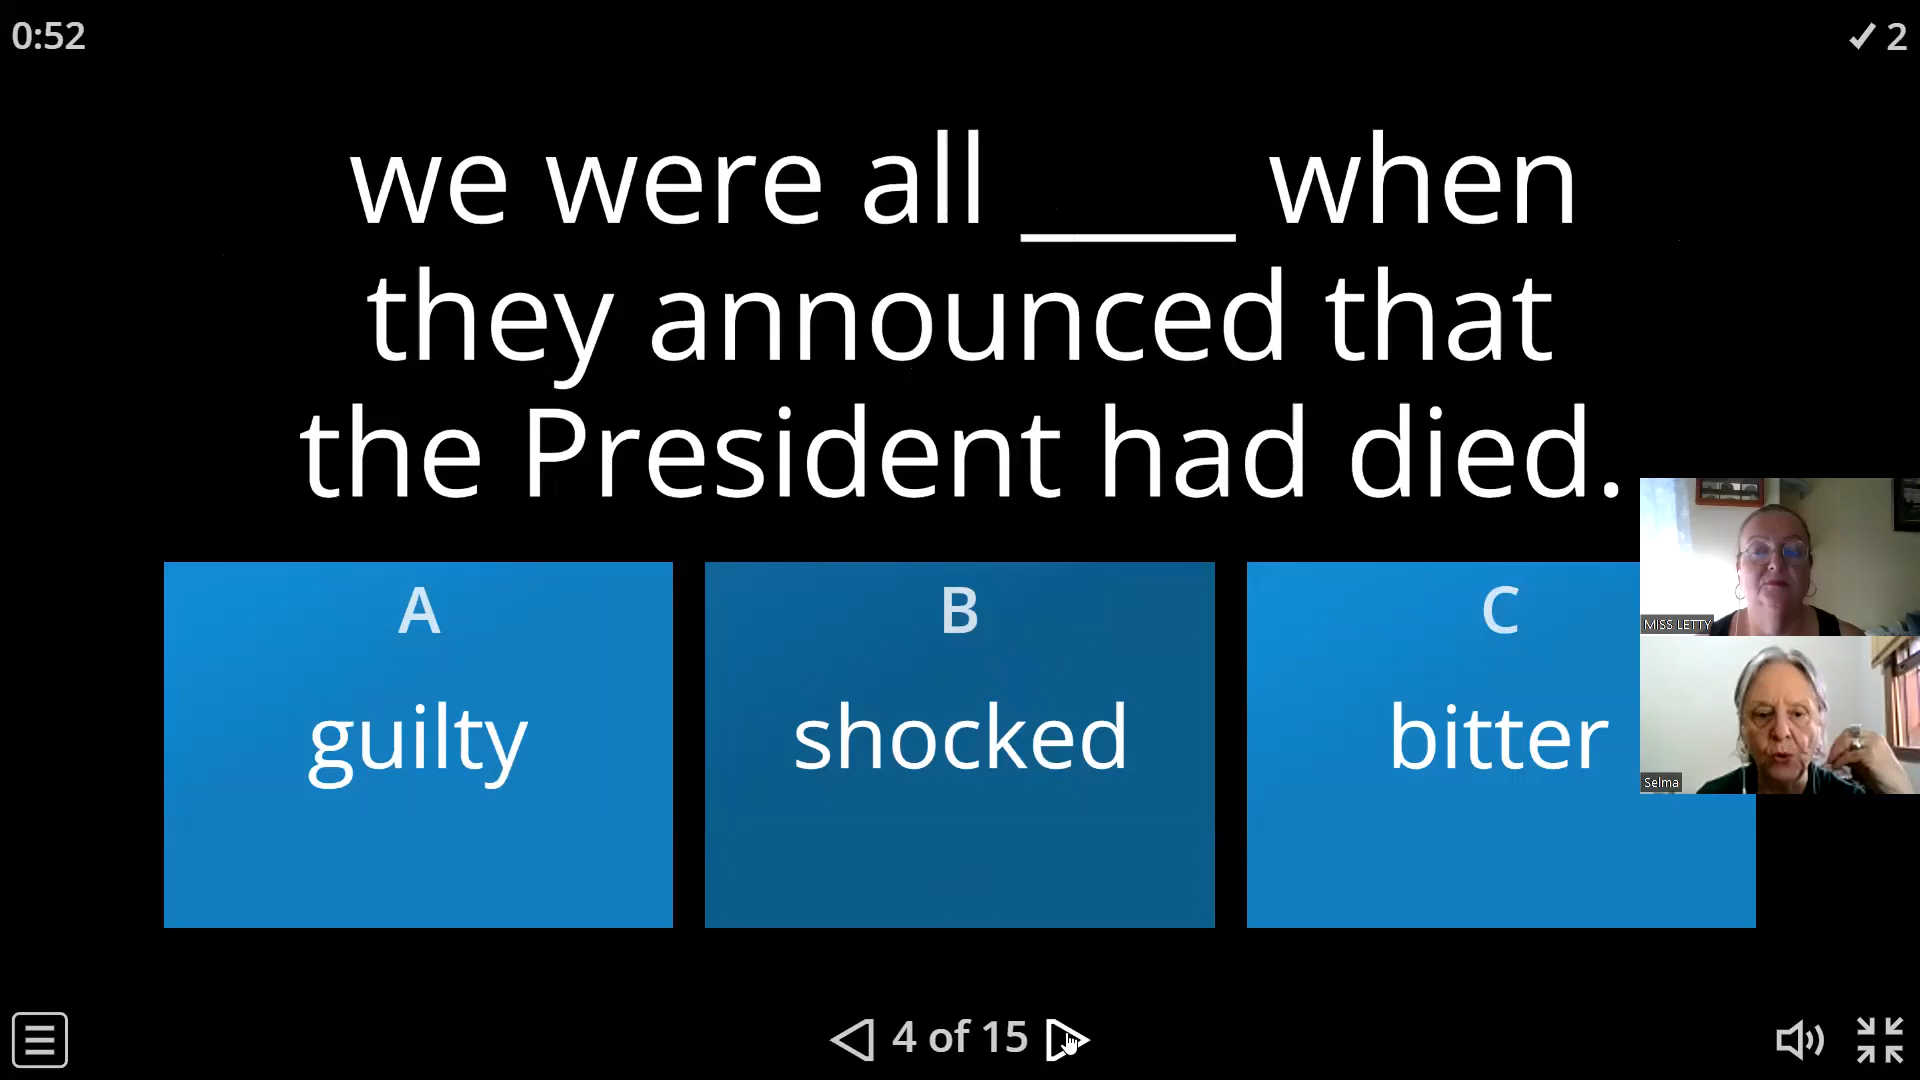 0:52
✓ 2
we were all ____ when
they announced that
the President had died.
A
guilty
B
shocked
C
bitter
MISS LETTY
Selma
4 of 15